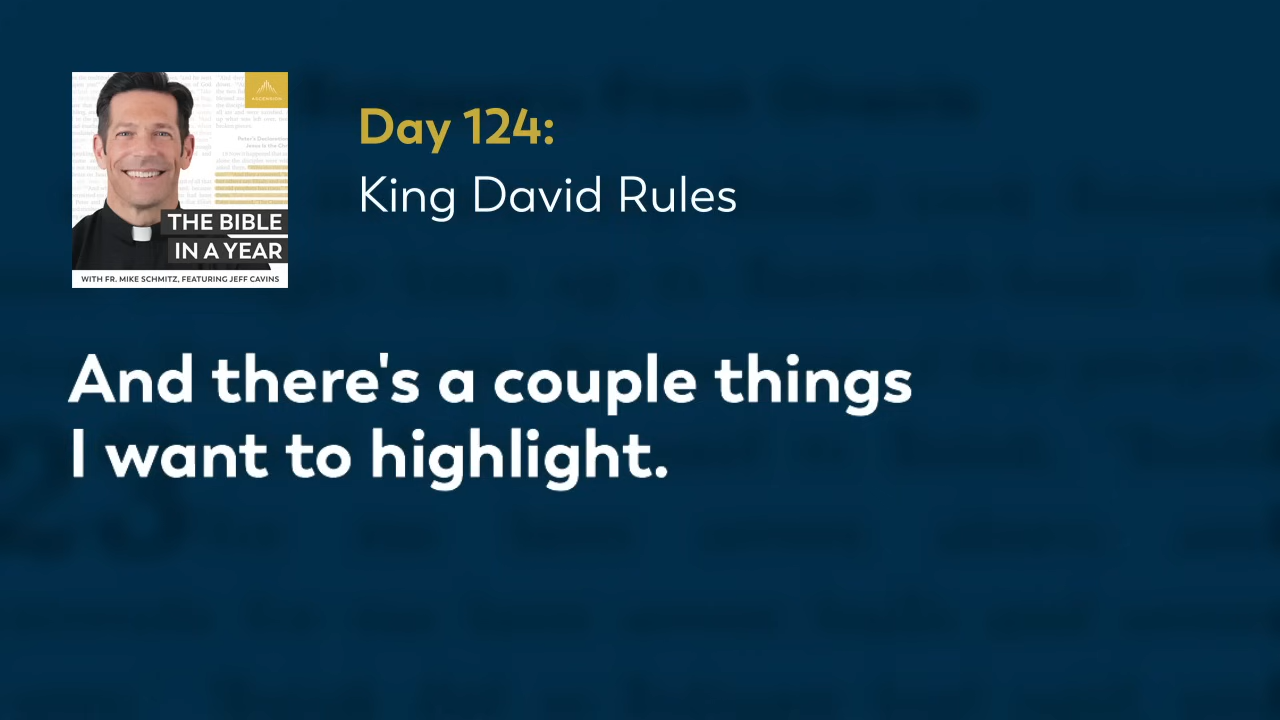 Day 124:
King David Rules
THE BIBLE
IN A YEAR
WITH FR. MIKE SCHMITZ, FEATURING JEFF CAVINS
And there's a couple things
I want to highlight.